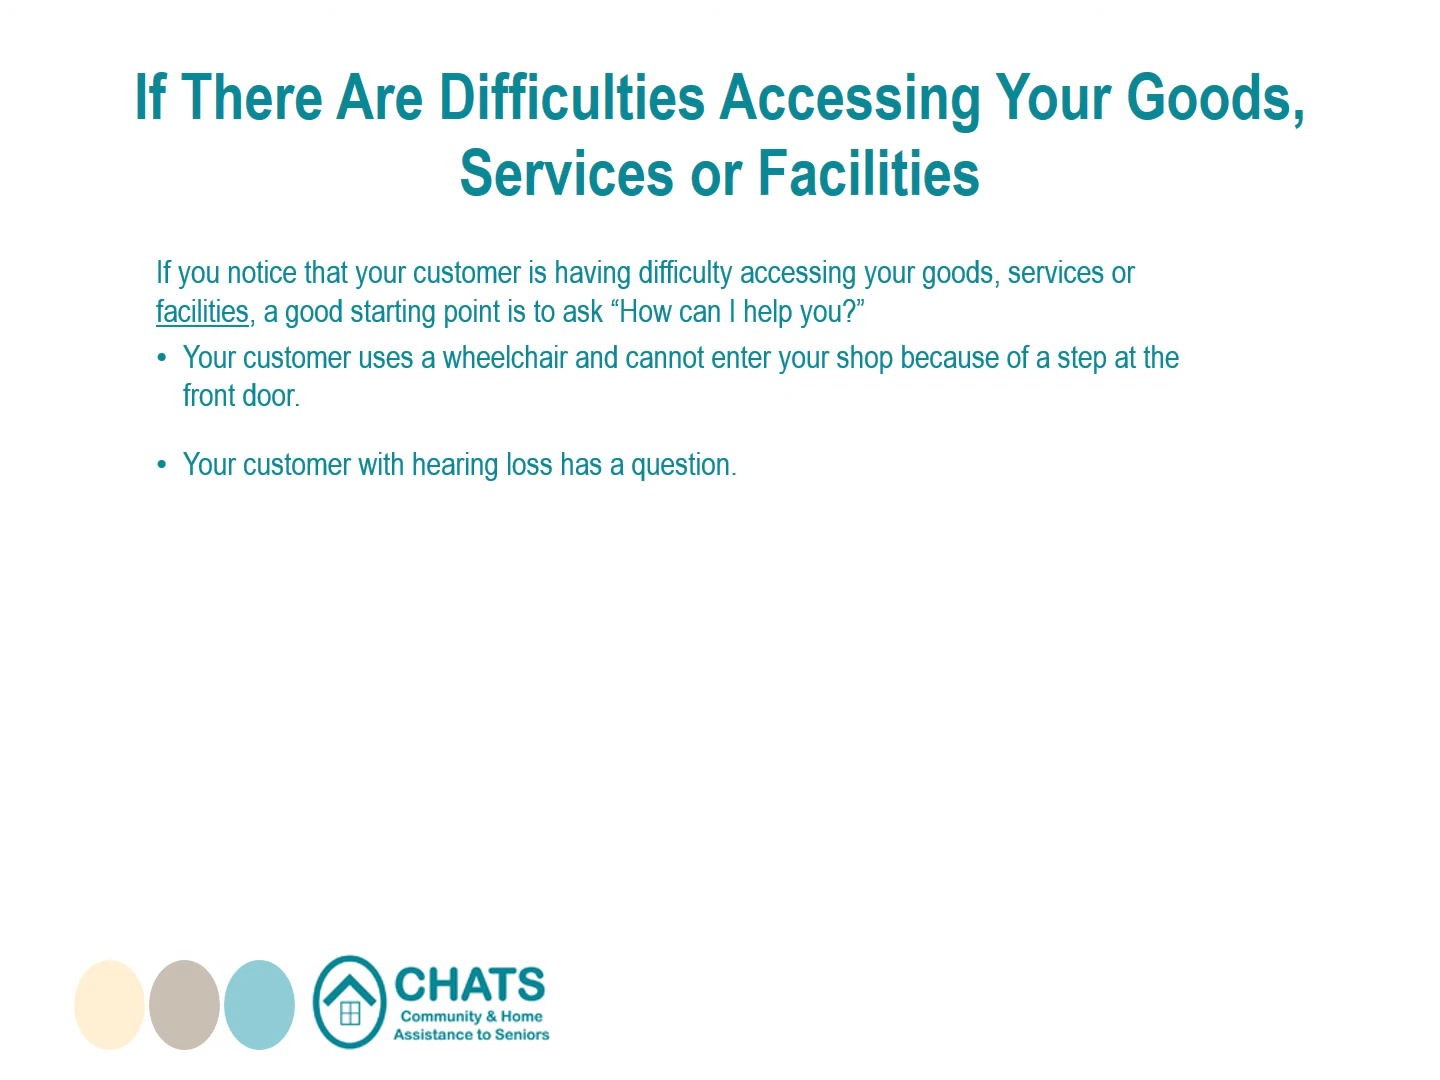 If There Are Difficulties Accessing Your Goods,
Services or Facilities
If you notice that your customer is having difficulty accessing your goods, services or
facilities, a good starting point is to ask “How can I help you?”
• Your customer uses a wheelchair and cannot enter your shop because of a step at the
front door.
• Your customer with hearing loss has a question.
CHATS
Community & Home
Assistance to Seniors